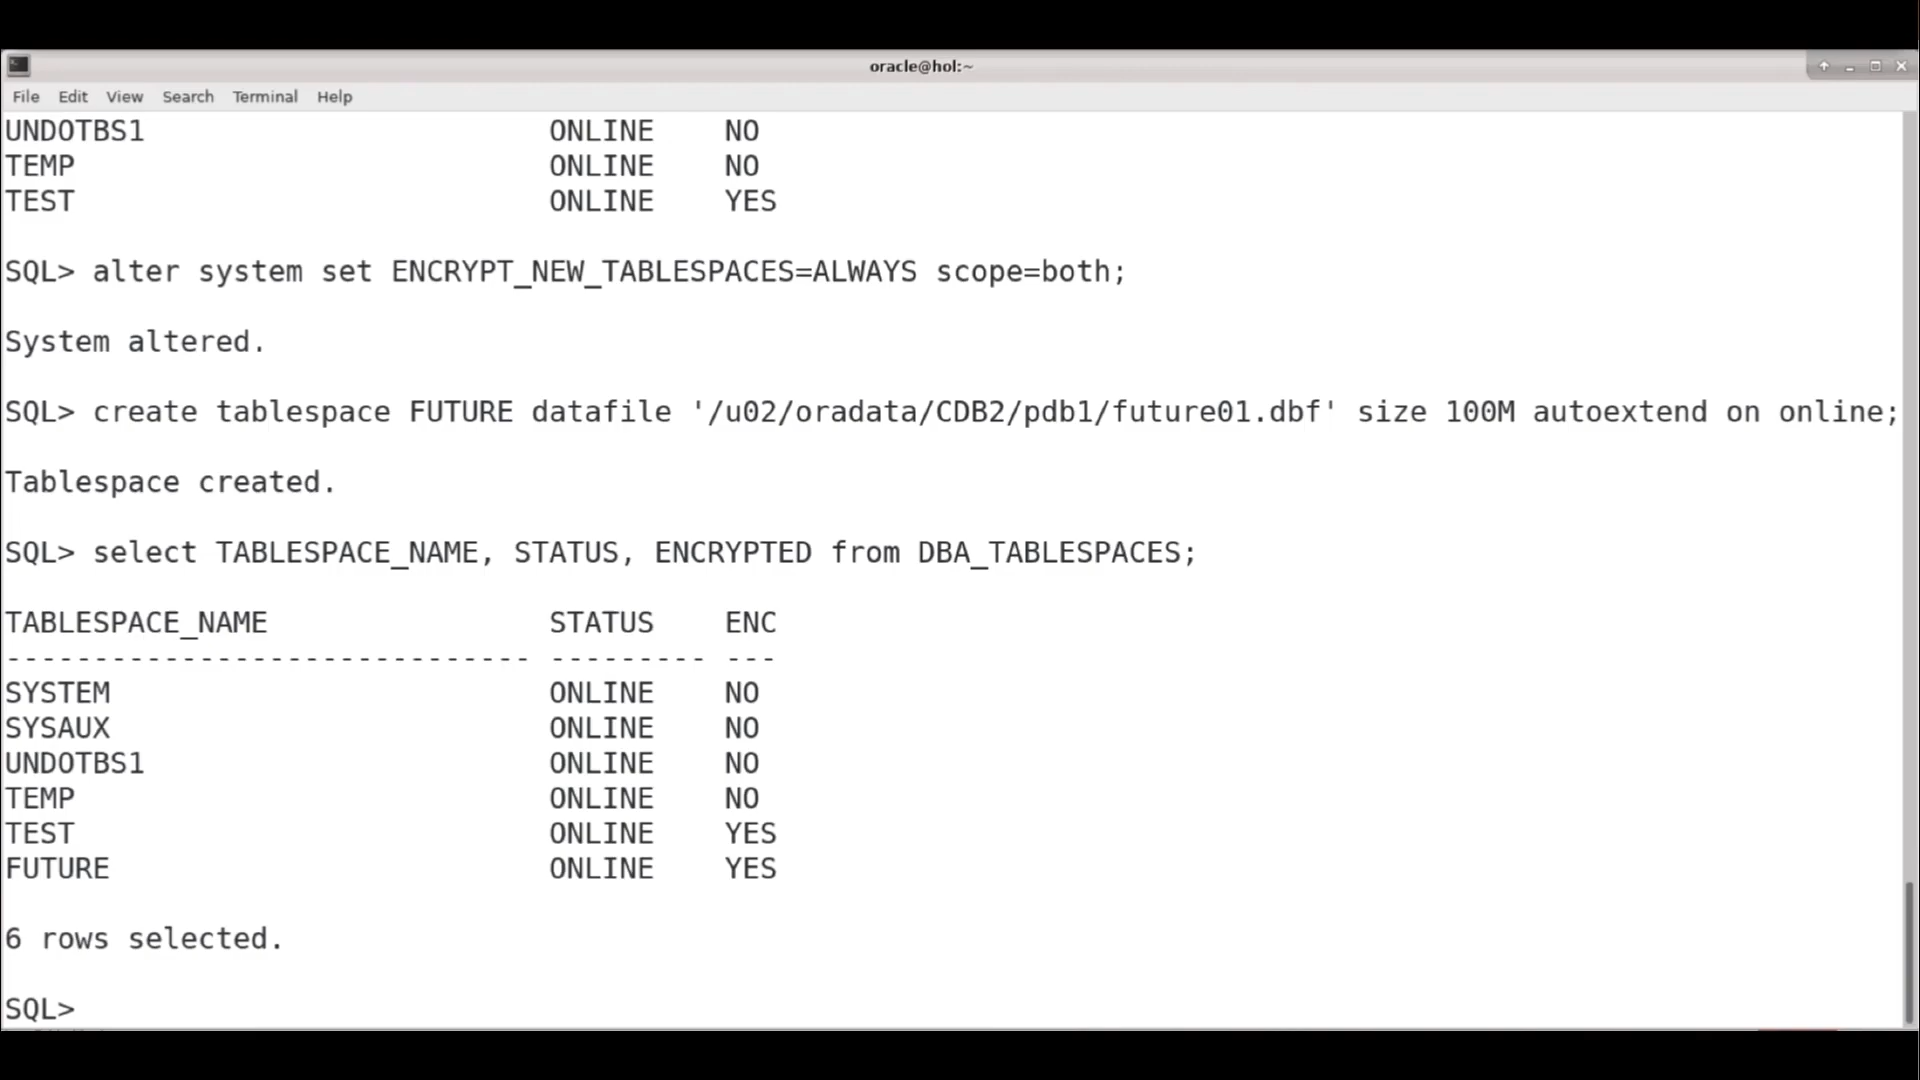 oracle@hol:~
File Edit View Search Terminal Help
UNDOTBS1                       ONLINE    NO
TEMP                           ONLINE    NO
TEST                           ONLINE    YES
SQL> alter system set ENCRYPT_NEW_TABLESPACES=ALWAYS scope=both;
System altered.
SQL> create tablespace FUTURE datafile '/u02/oradata/CDB2/pdb1/future01.dbf' size 100M autoextend on online;
Tablespace created.
SQL> select TABLESPACE_NAME, STATUS, ENCRYPTED from DBA_TABLESPACES;
TABLESPACE_NAME                STATUS    ENC
------------------------------ --------- ---
SYSTEM                         ONLINE    NO
SYSAUX                         ONLINE    NO
UNDOTBS1                       ONLINE    NO
TEMP                           ONLINE    NO
TEST                           ONLINE    YES
FUTURE                         ONLINE    YES
6 rows selected.
SQL>